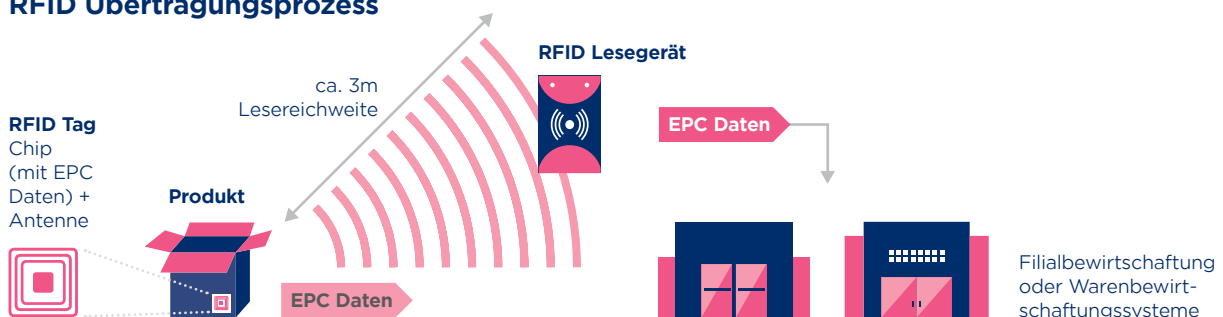 RFID Übertragungsprozess
RFID Lesegerät
ca. 3m
Lesereichweite
RFID Tag
Chip
(mit EPC
Daten) +
Antenne
Produkt
EPC Daten
EPC Daten
Filialbewirtschaftung
oder Warenbewirt-
schaftungssysteme